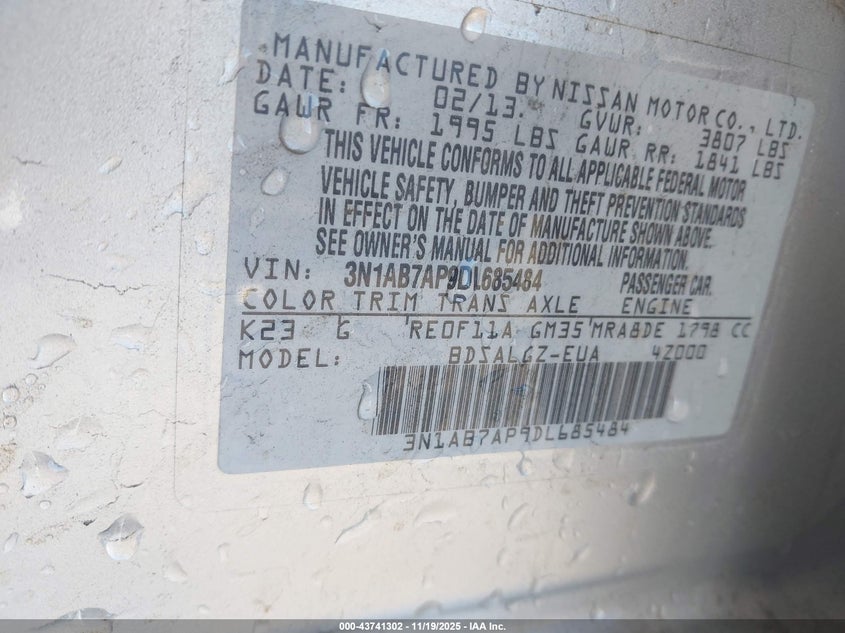 MANUFACTURED BY NISSAN MOTOR CO., LTD.
DATE: 02/13. GVWR: 3807 LBS
GAWR FR: 1995 LBS GAWR RR: 1841 LBS
THIS VEHICLE CONFORMS TO ALL APPLICABLE FEDERAL MOTOR
VEHICLE SAFETY, BUMPER AND THEFT PREVENTION STANDARDS
IN EFFECT ON THE DATE OF MANUFACTURE SHOWN ABOVE.
SEE OWNER'S MANUAL FOR ADDITIONAL INFORMATION.
VIN: 3N1AB7AP9DL685484 PASSENGER CAR.
COLOR TRIM TRANS AXLE ENGINE
K23 G RE0F11A GM35 MRA8DE 1798 CC
MODEL: BDSALGZ-EUA 4Z000
3N1AB7AP9DL685484
000-43741302 - 11/19/2025 - IAA Inc.